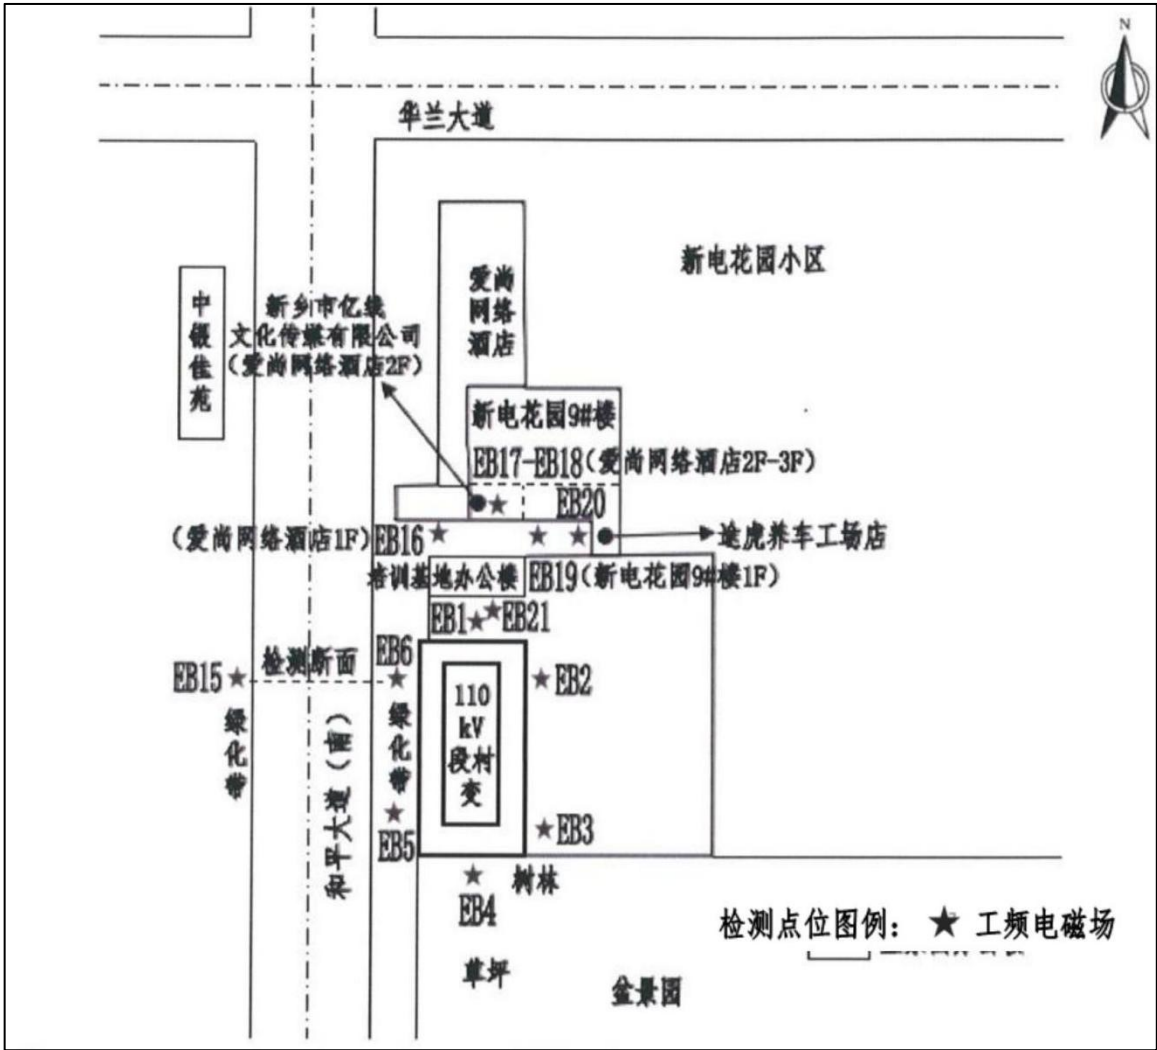 N
华兰大道
新电花园小区
爱尚
网络
酒店
中
银
佳
苑
新乡市亿线
文化传媒有限公司
(爱尚网络酒店2F)
新电花园9#楼
EB17-EB18(爱尚网络酒店2F-3F)
EB20
(爱尚网络酒店1F)EB16
途虎养车工场店
培训基地办公楼
EB19(新电花园9#楼1F)
EB1
EB21
EB6
检测断面
EB15
EB2
110
kV
段村
变
绿
化
带
绿
化
带
和平大道(南)
EB3
EB5
树林
EB4
检测点位图例: ★ 工频电磁场
草坪
盆景园